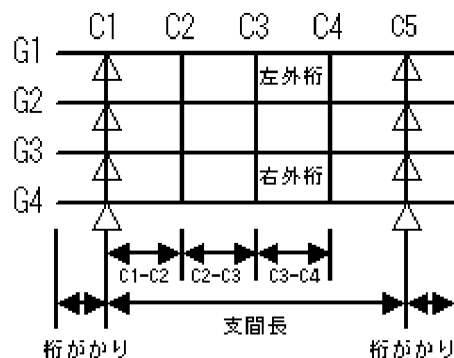 C1 C2 C3 C4 C5
G1
左外桁
G2
G3
右外桁
G4
C1-C2 C2-C3 C3-C4
支間長
桁がかり 桁がかり